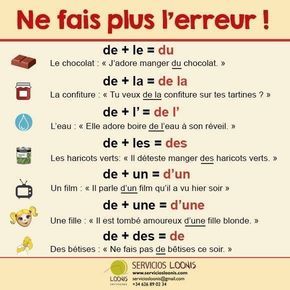 Ne fais plus l'erreur !
de + le = du
Le chocolat : « J'adore manger du chocolat. »
de + la = de la
La confiture : « Tu veux de la confiture sur tes tartines ? »
de + l' = de l'
L'eau : « Elle adore boire de l'eau à son réveil. »
de + les = des
Les haricots verts: « Il déteste manger des haricots verts. »
de + un = d'un
Un film : « Il parle d'un film qu'il a vu hier soir »
de + une = d'une
Une fille : « Il est tombé amoureux d'une fille blonde. »
de + des = de
Des bêtises : « Ne fais pas de bêtises ce soir. »
SERVICIOS LOONIS
www.serviciosloonis.com
serviciosloonis@gmail.com
+34 626 89 02 34